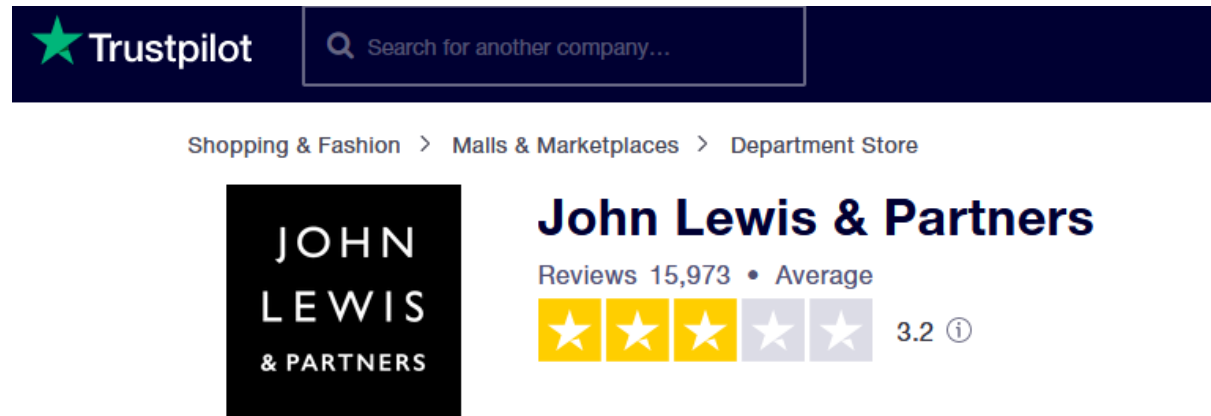 Trustpilot
Search for another company...
Shopping & Fashion > Malls & Marketplaces > Department Store
JOHN
LEWIS
& PARTNERS
John Lewis & Partners
Reviews 15,973 • Average
3.2